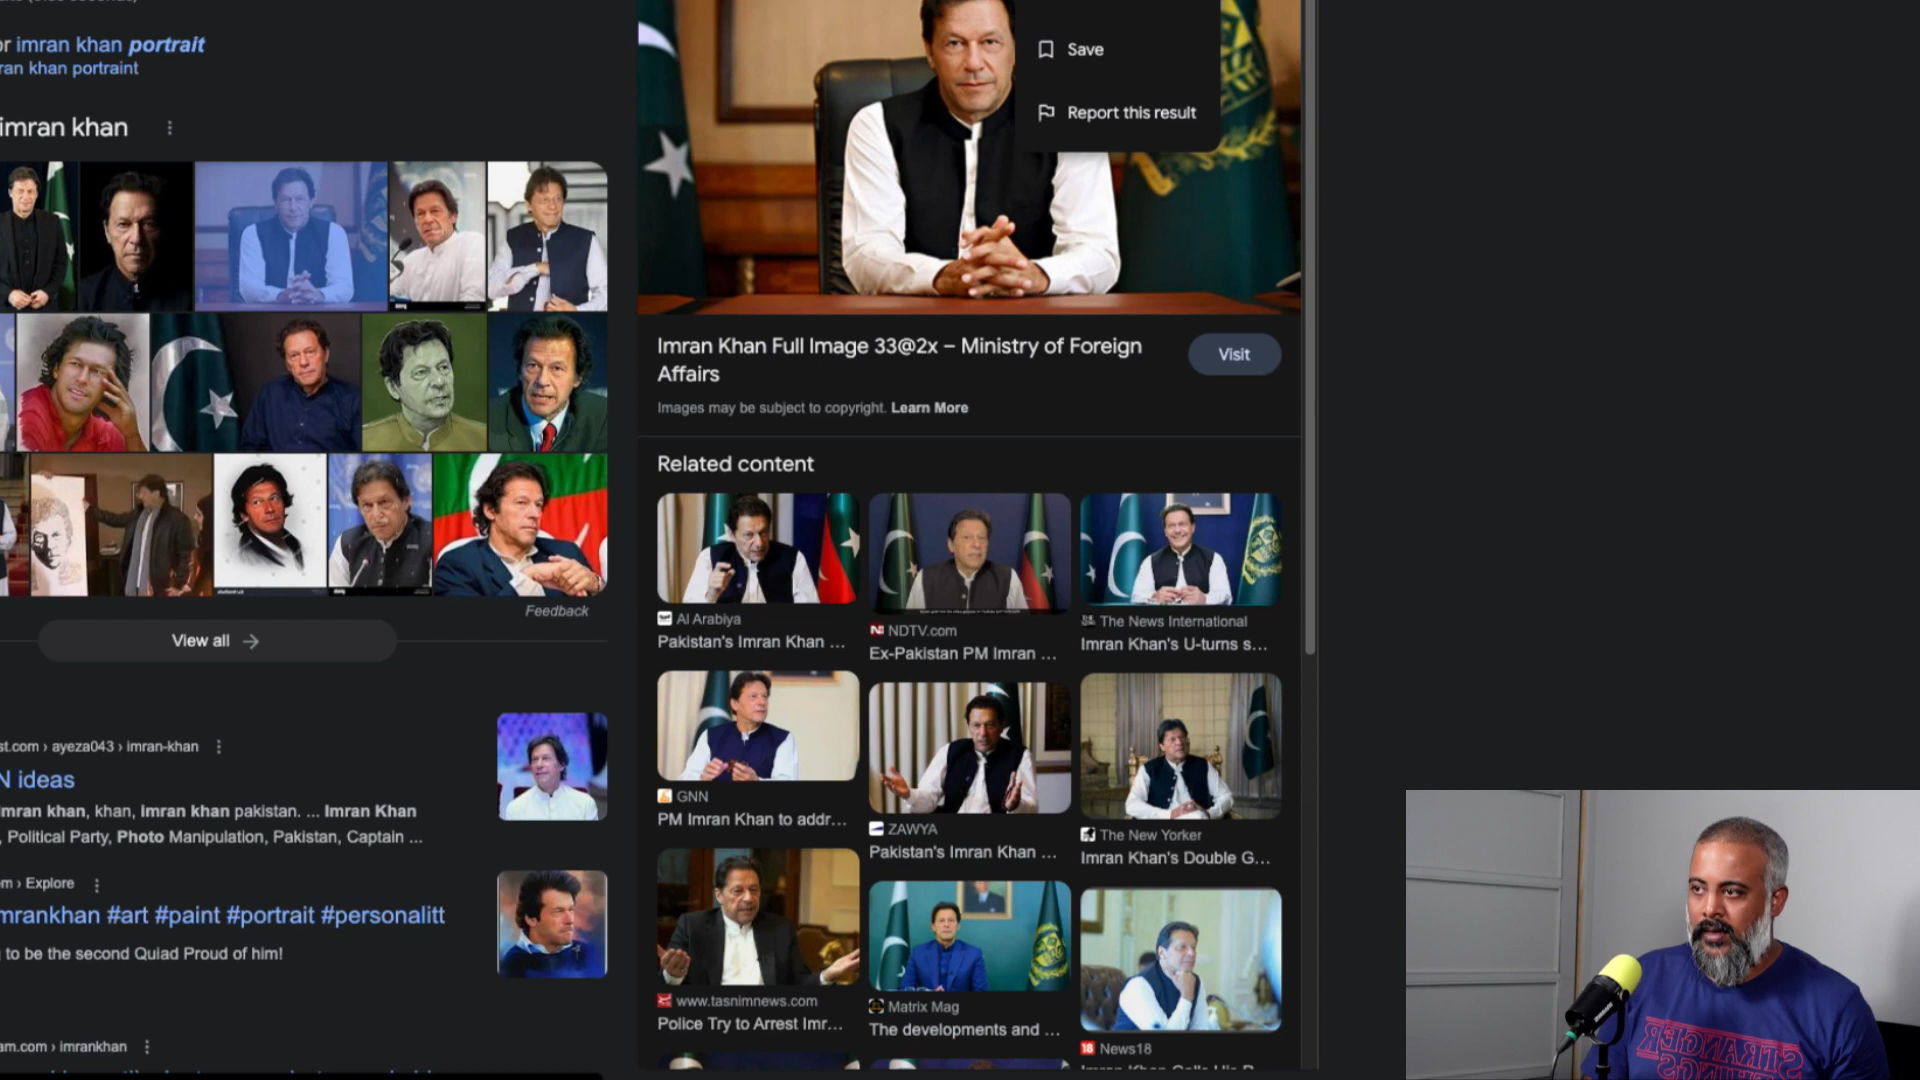 or imran khan portrait
ran khan portraint
imran khan
Feedback
View all
st.com › ayeza043 › imran-khan
N ideas
mran khan, khan, Imran khan pakistan. ... Imran Khan
, Political Party, Photo Manipulation, Pakistan, Captain ...
m › Explore
mrankhan #art #paint #portrait #personalitt
to be the second Quiad Proud of him!
am.com › imrankhan
Save
Report this result
Imran Khan Full Image 33@2x – Ministry of Foreign
Affairs
Visit
Images may be subject to copyright. Learn More
Related content
Al Arabiya
Pakistan's Imran Khan ...
NDTV.com
Ex-Pakistan PM Imran ...
The News International
Imran Khan's U-turns s...
GNN
PM Imran Khan to addr...
ZAWYA
Pakistan's Imran Khan ...
The New Yorker
Imran Khan's Double G...
www.tasnimnews.com
Police Try to Arrest Imr...
Matrix Mag
The developments and ...
18 News18
STRANGER
THINGS